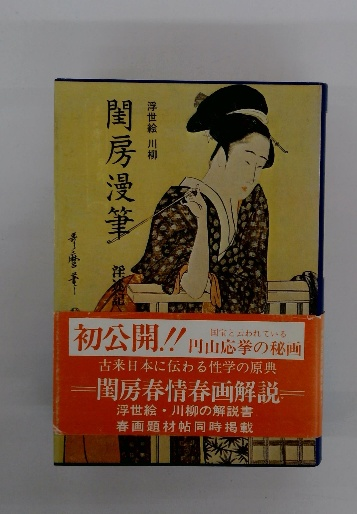 浮世絵 川柳
閨房漫筆
哥麿筆
初公開!!
国宝と云われている
円山応挙の秘画
古来日本に伝わる性学の原典
＝閨房春情春画解説＝
浮世絵・川柳の解説書
春画題材帖同時掲載